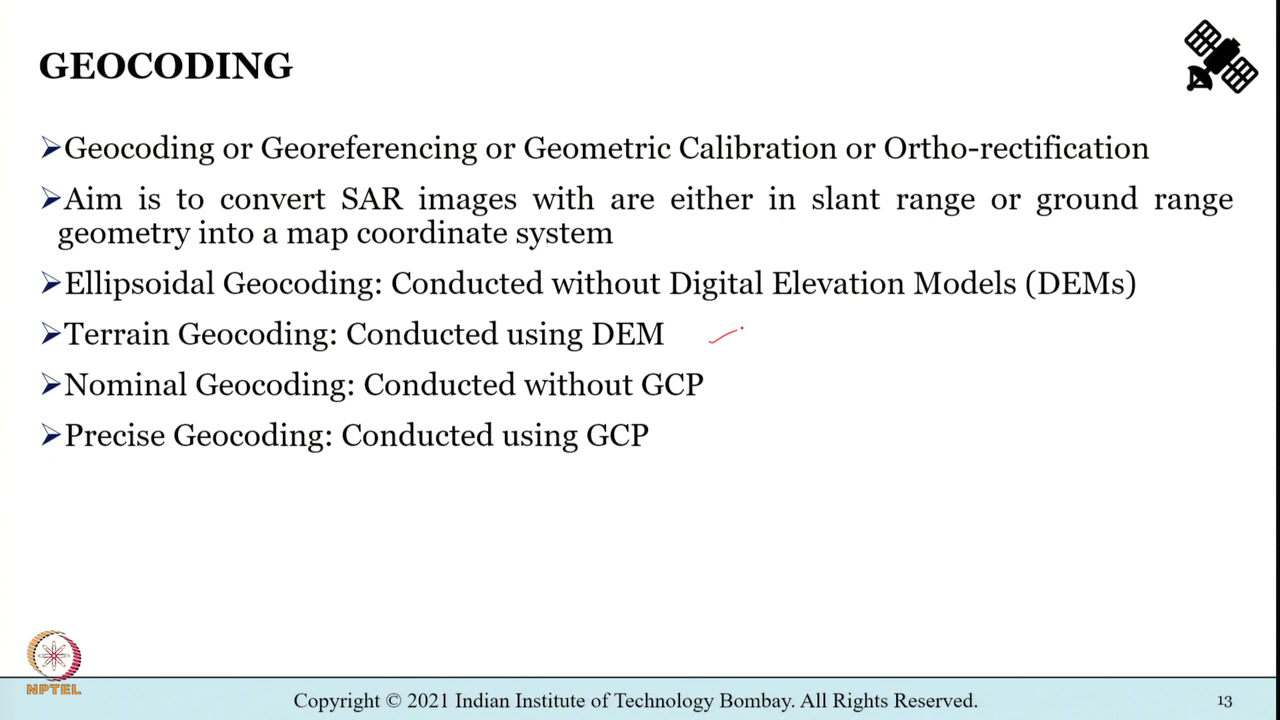 GEOCODING
➢Geocoding or Georeferencing or Geometric Calibration or Ortho-rectification
➢Aim is to convert SAR images with are either in slant range or ground range
geometry into a map coordinate system
➢Ellipsoidal Geocoding: Conducted without Digital Elevation Models (DEMs)
➢Terrain Geocoding: Conducted using DEM
➢Nominal Geocoding: Conducted without GCP
➢Precise Geocoding: Conducted using GCP
NPTEL
Copyright © 2021 Indian Institute of Technology Bombay. All Rights Reserved.
13